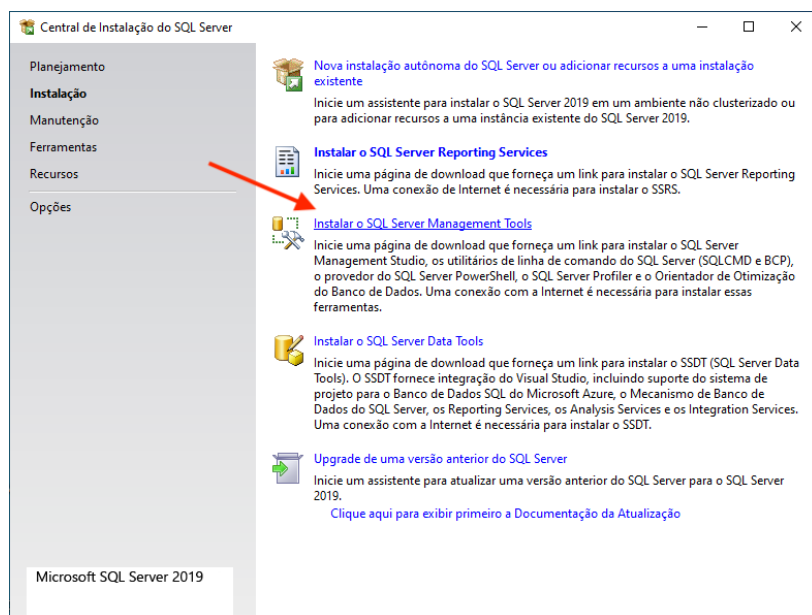 Central de Instalação do SQL Server
Planejamento
Instalação
Manutenção
Ferramentas
Recursos
Opções
Microsoft SQL Server 2019
Nova instalação autônoma do SQL Server ou adicionar recursos a uma instalação
existente
Inicie um assistente para instalar o SQL Server 2019 em um ambiente não clusterizado ou
para adicionar recursos a uma instância existente do SQL Server 2019.
Instalar o SQL Server Reporting Services
Inicie uma página de download que forneça um link para instalar o SQL Server Reporting
Services. Uma conexão de Internet é necessária para instalar o SSRS.
Instalar o SQL Server Management Tools
Inicie uma página de download que forneça um link para instalar o SQL Server
Management Studio, os utilitários de linha de comando do SQL Server (SQLCMD e BCP),
o provedor do SQL Server PowerShell, o SQL Server Profiler e o Orientador de Otimização
do Banco de Dados. Uma conexão com a Internet é necessária para instalar essas
ferramentas.
Instalar o SQL Server Data Tools
Inicie uma página de download que forneça um link para instalar o SSDT (SQL Server Data
Tools). O SSDT fornece integração do Visual Studio, incluindo suporte do sistema de
projeto para o Banco de Dados SQL do Microsoft Azure, o Mecanismo de Banco de
Dados do SQL Server, os Reporting Services, os Analysis Services e os Integration Services.
Uma conexão com a Internet é necessária para instalar o SSDT.
Upgrade de uma versão anterior do SQL Server
Inicie um assistente para atualizar uma versão anterior do SQL Server para o SQL Server
2019.
Clique aqui para exibir primeiro a Documentação da Atualização